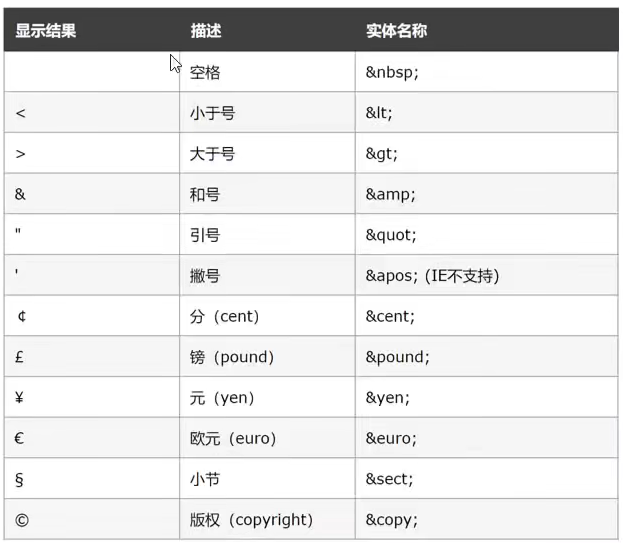 显示结果 描述 实体名称
空格 &nbsp;
< 小于号 &lt;
> 大于号 &gt;
& 和号 &amp;
" 引号 &quot;
' 撇号 &apos; (IE不支持)
¢ 分（cent） &cent;
£ 镑（pound） &pound;
¥ 元（yen） &yen;
€ 欧元（euro） &euro;
§ 小节 &sect;
© 版权（copyright） &copy;